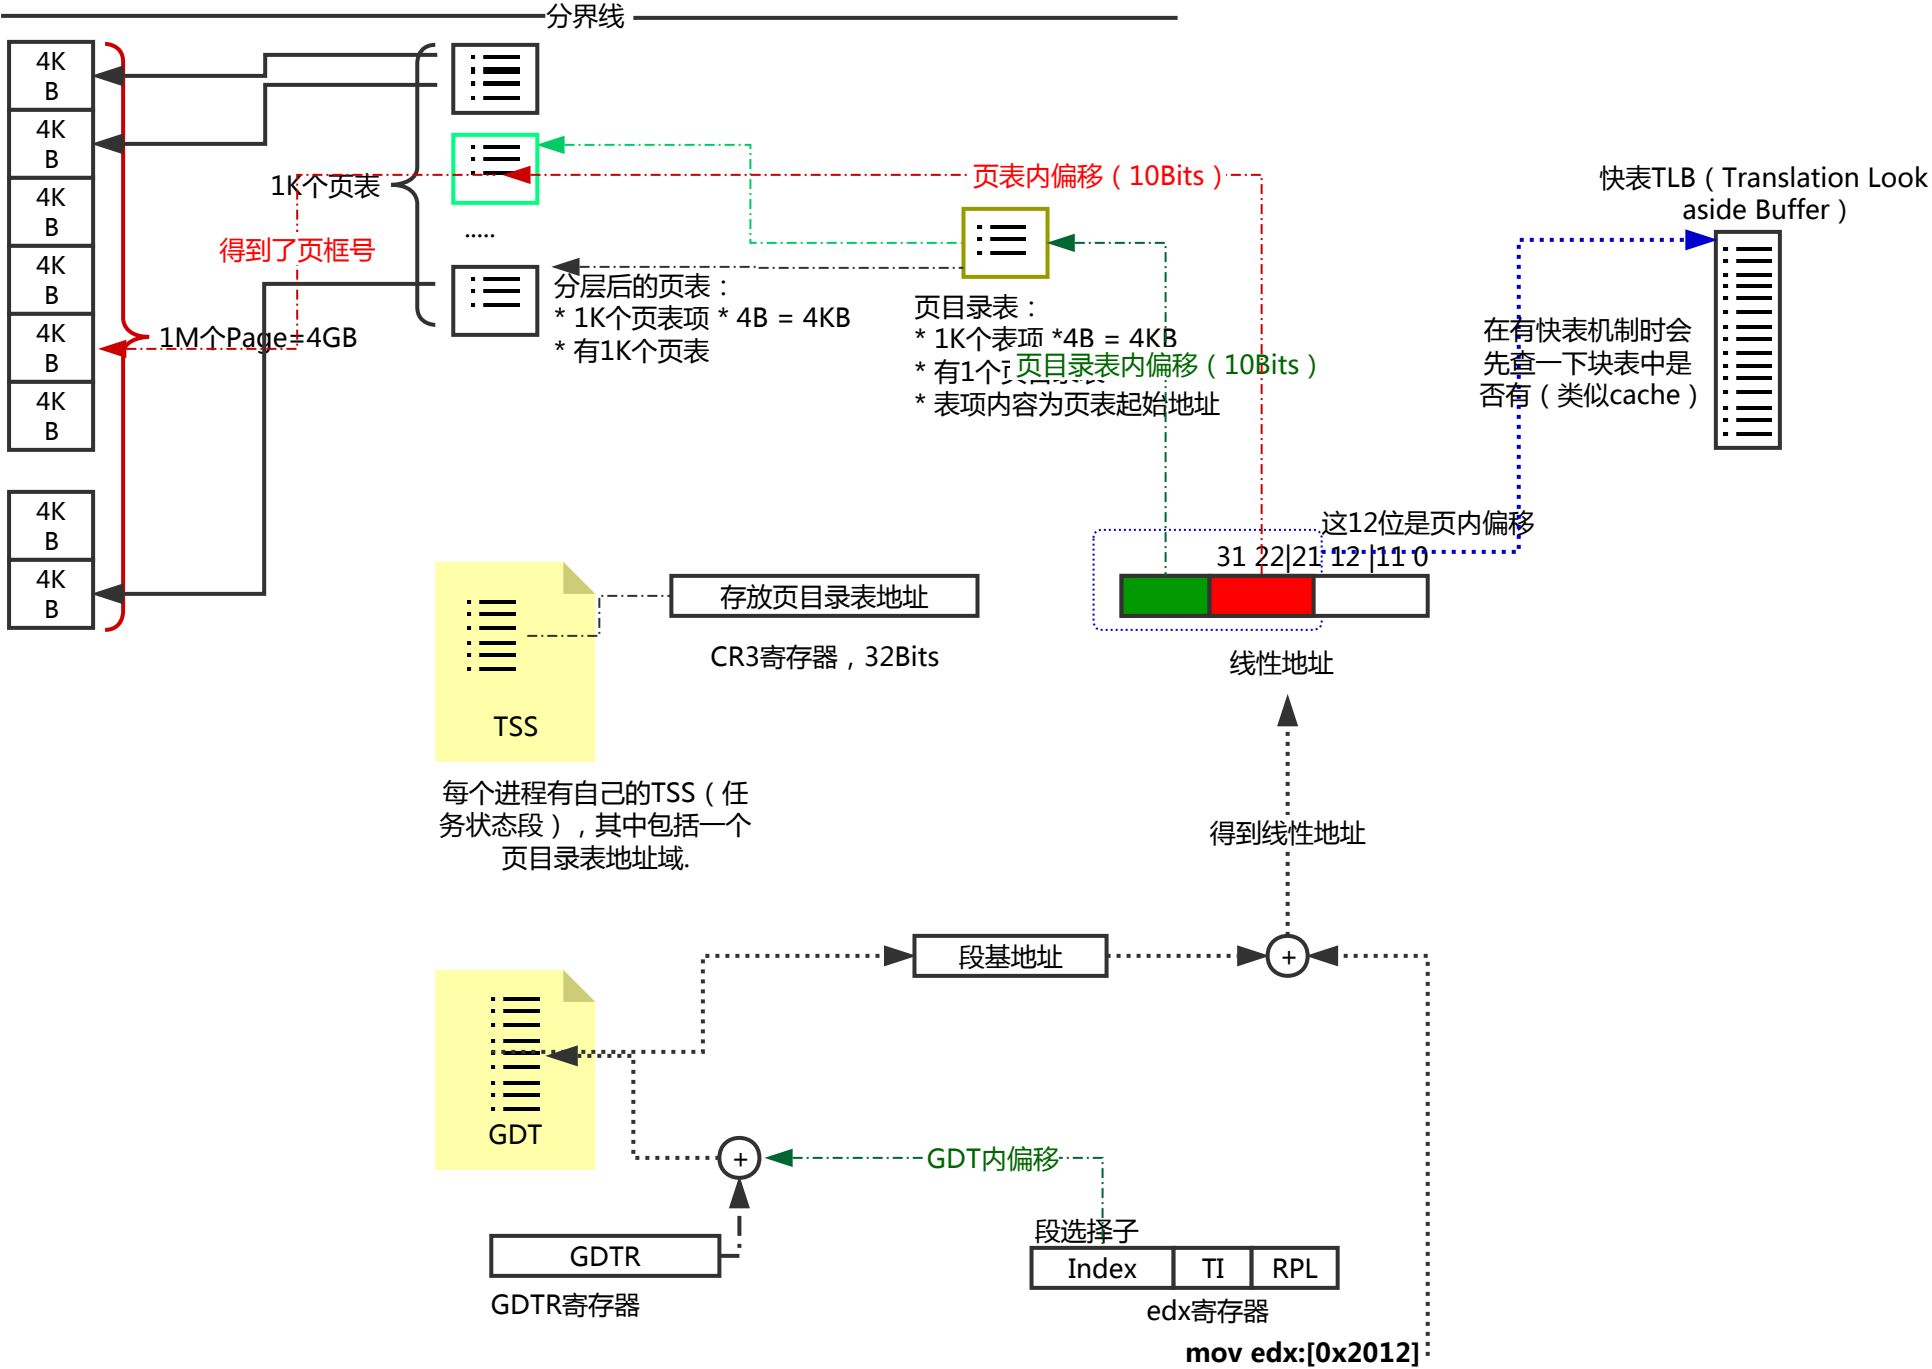 分界线
4K
B
4K
B
4K
B
4K
B
4K
B
4K
B
4K
B
4K
B
1K个页表
.....
得到了页框号
1M个Page=4GB
页表内偏移（10Bits）
分层后的页表：
* 1K个页表项 * 4B = 4KB
* 有1K个页表
页目录表：
* 1K个表项 *4B = 4KB
* 有1个页目录表
* 表项内容为页表起始地址
页目录表内偏移（10Bits）
快表TLB（Translation Look
aside Buffer）
在有快表机制时会
先查一下块表中是
否有（类似cache）
这12位是页内偏移
31 22|21 12 |11 0
线性地址
存放页目录表地址
CR3寄存器，32Bits
TSS
每个进程有自己的TSS（任
务状态段），其中包括一个
页目录表地址域.
得到线性地址
段基地址
+
GDT
+
GDT内偏移
GDTR
GDTR寄存器
段选择子
Index
TI
RPL
edx寄存器
mov edx:[0x2012]